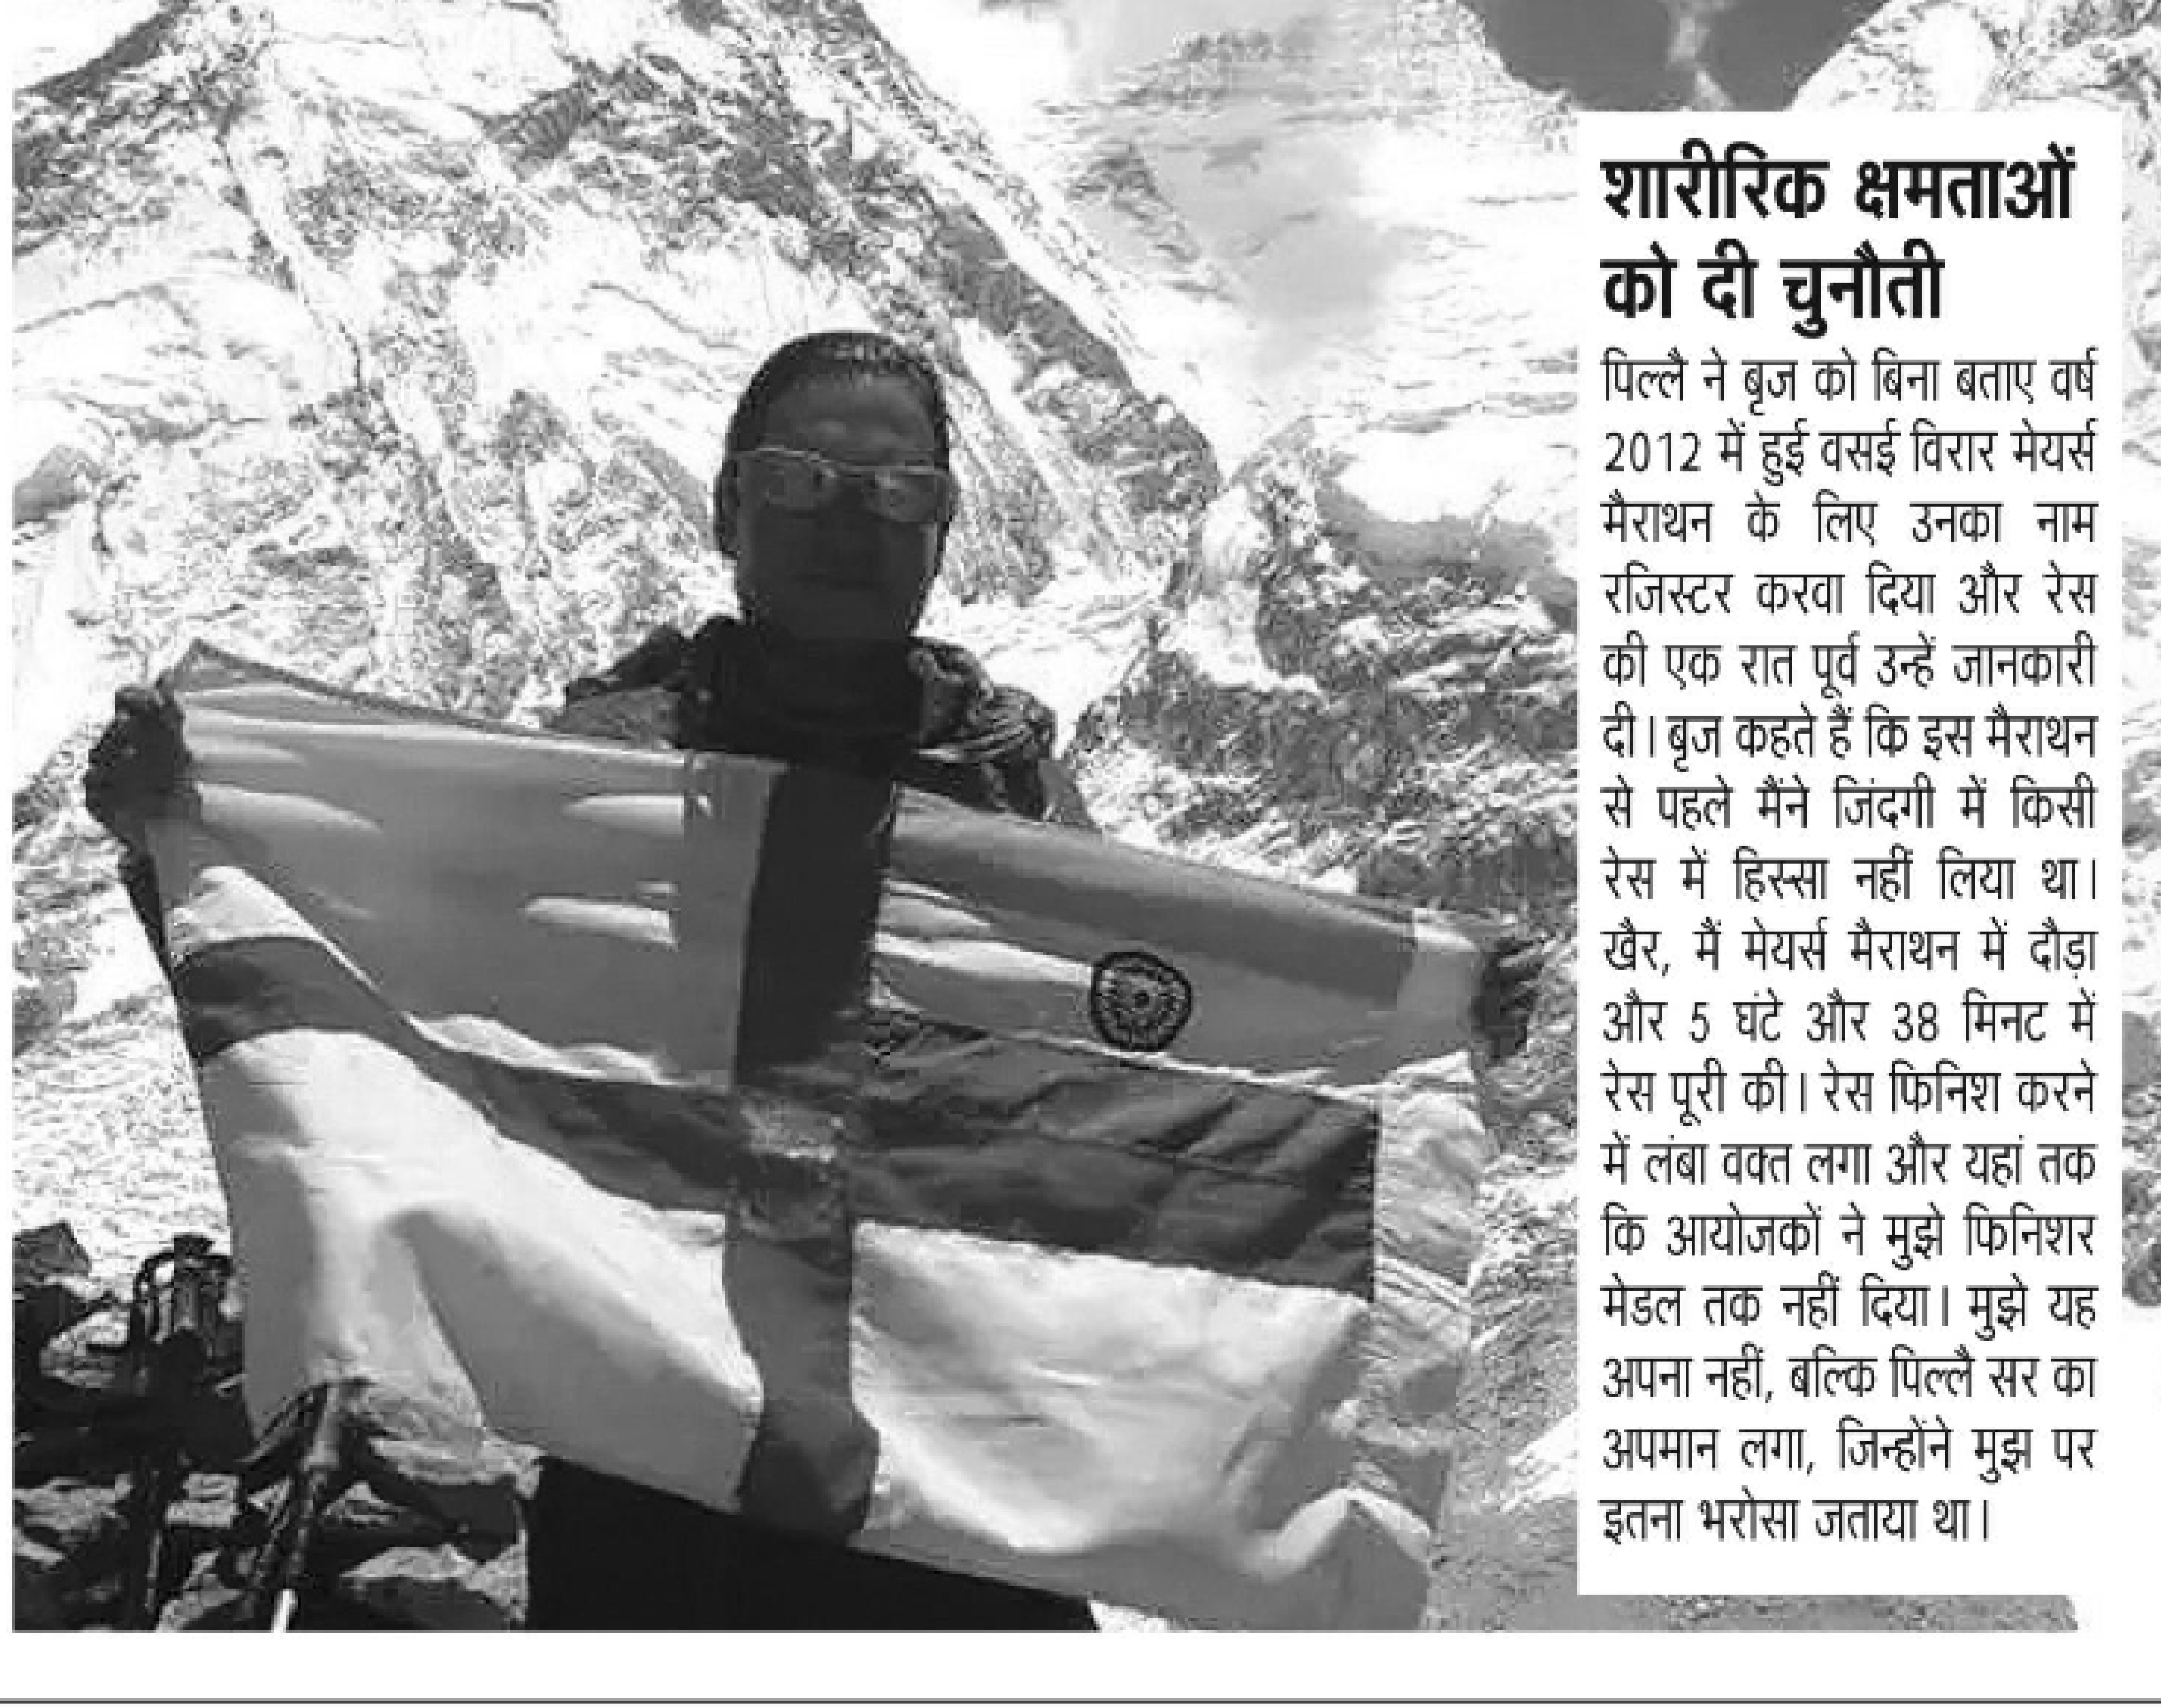 शारीरिक क्षमताओं
को दी चुनौती
पिल्लै ने बृज को बिना बताए वर्ष
2012 में हुई वसई विरार मेयर्स
मैराथन के लिए उनका नाम
रजिस्टर करवा दिया और रेस
की एक रात पूर्व उन्हें जानकारी
दी। बृज कहते हैं कि इस मैराथन
से पहले मैंने जिंदगी में किसी
रेस में हिस्सा नहीं लिया था।
खैर, मैं मेयर्स मैराथन में दौड़ा
और 5 घंटे और 38 मिनट में
रेस पूरी की। रेस फिनिश करने
में लंबा वक्त लगा और यहां तक
कि आयोजकों ने मुझे फिनिशर
मेडल तक नहीं दिया। मुझे यह
अपना नहीं, बल्कि पिल्लै सर का
अपमान लगा, जिन्होंने मुझ पर
इतना भरोसा जताया था।